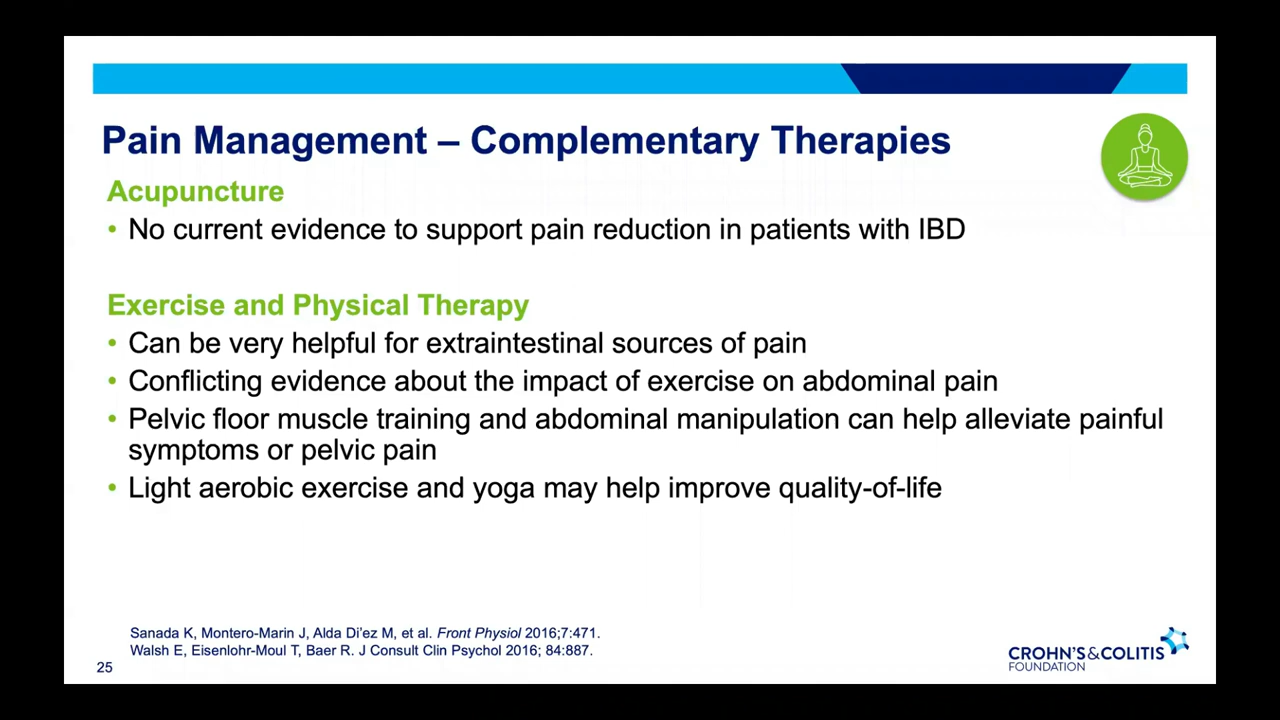 Pain Management – Complementary Therapies
Acupuncture
• No current evidence to support pain reduction in patients with IBD
Exercise and Physical Therapy
• Can be very helpful for extraintestinal sources of pain
• Conflicting evidence about the impact of exercise on abdominal pain
• Pelvic floor muscle training and abdominal manipulation can help alleviate painful
symptoms or pelvic pain
• Light aerobic exercise and yoga may help improve quality-of-life
Sanada K, Montero-Marin J, Alda Di'ez M, et al. Front Physiol 2016;7:471.
Walsh E, Eisenlohr-Moul T, Baer R. J Consult Clin Psychol 2016; 84:887.
25
CROHN'S&COLITIS
FOUNDATION